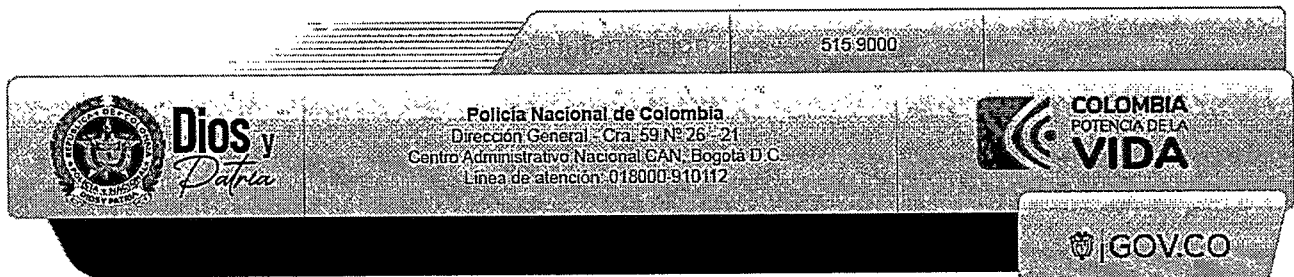 515 9000
Dios y
Patria
Policía Nacional de Colombia
Dirección General - Cra. 59 N° 26 - 21
Centro Administrativo Nacional CAN, Bogotá D.C.
Línea de atención: 018000-910112
COLOMBIA
POTENCIA DE LA
VIDA
GOV.CO